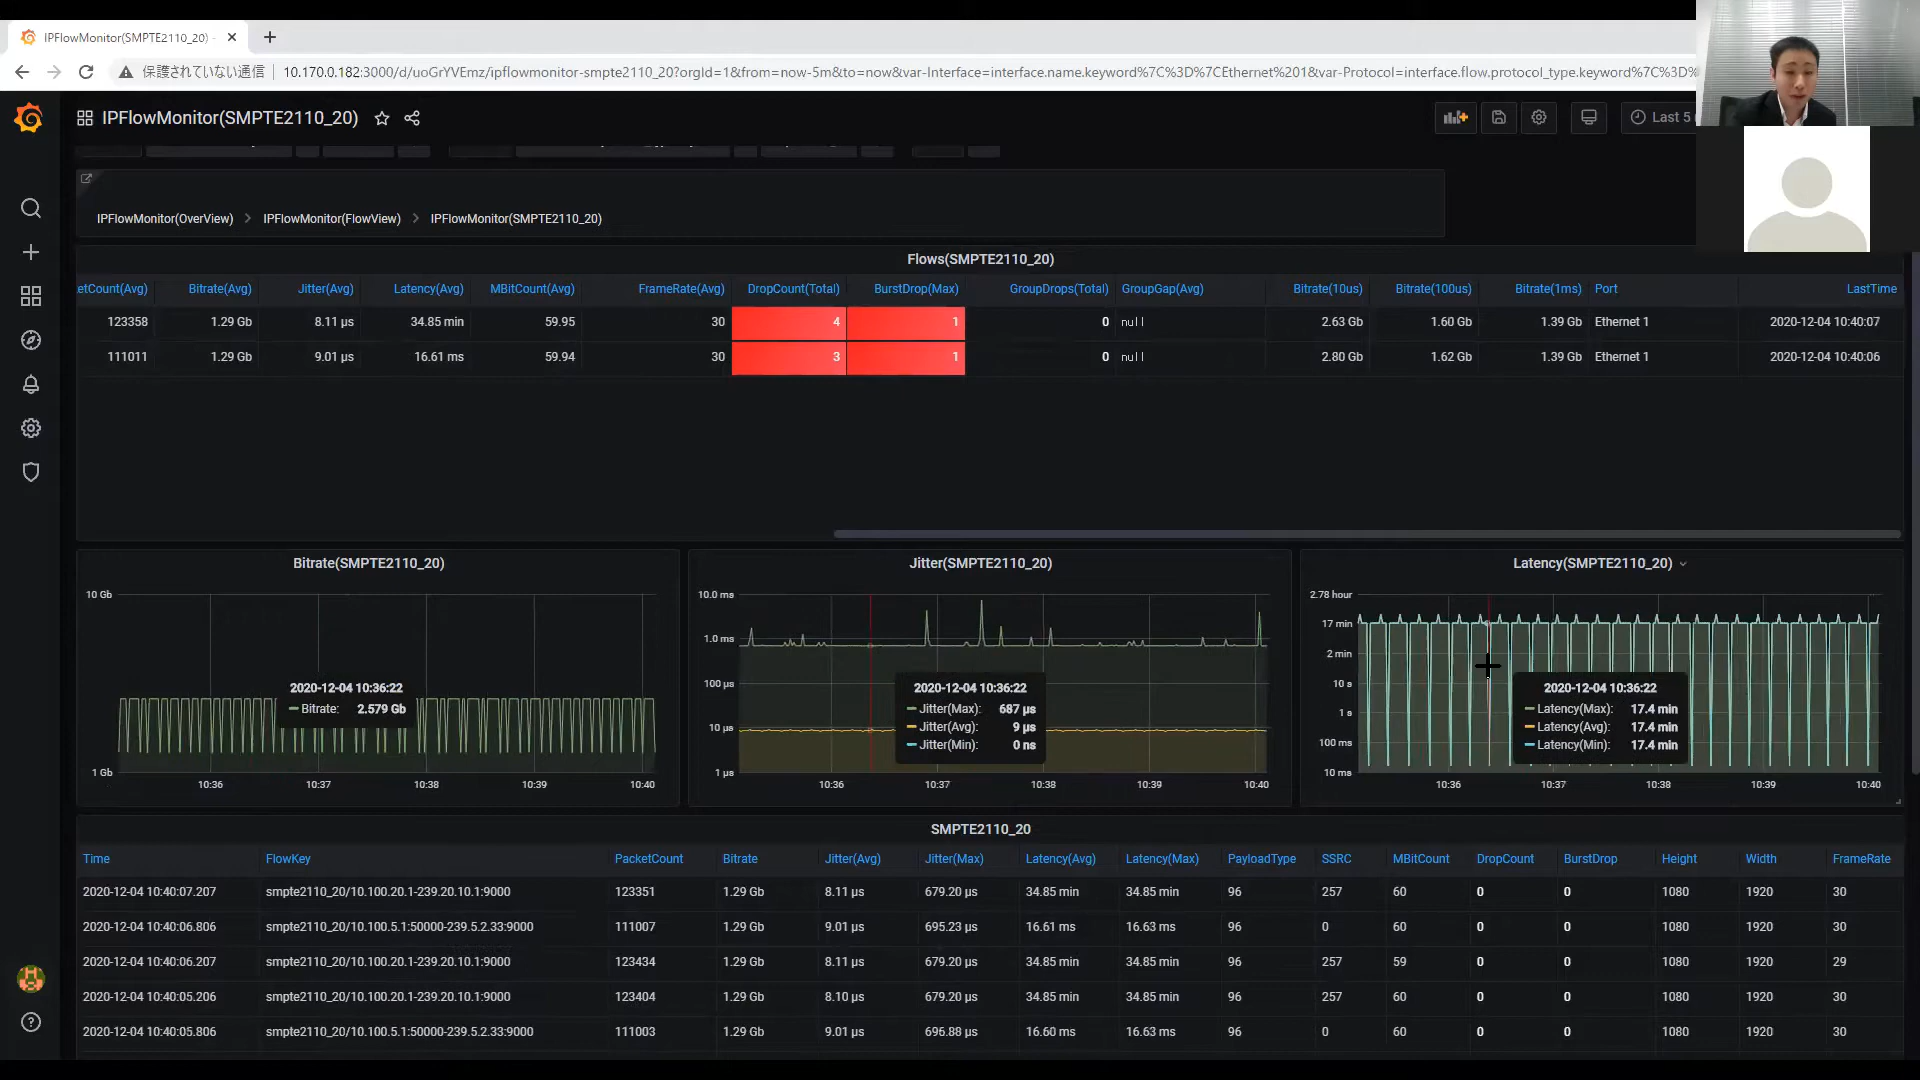 IPFlowMonitor(SMPTE2110_20) -
保護されていない通信 10.170.0.182:3000/d/uoGrYVEmz/ipflowmonitor-smpte2110_20?orgId=1&from=now-5m&to=now&var-Interface=interface.name.keyword%7C%3D%7CEthernet%201&var-Protocol=interface.flow.protocol_type.keyword%7C%3D%
IPFlowMonitor(SMPTE2110_20)
Last 5
IPFlowMonitor(OverView) > IPFlowMonitor(FlowView) > IPFlowMonitor(SMPTE2110_20)
Flows(SMPTE2110_20)
etCount(Avg) Bitrate(Avg) Jitter(Avg) Latency(Avg) MBitCount(Avg) FrameRate(Avg) DropCount(Total) BurstDrop(Max) GroupDrops(Total) GroupGap(Avg) Bitrate(10us) Bitrate(100us) Bitrate(1ms) Port LastTime
123358 1.29 Gb 8.11 µs 34.85 min 59.95 30 4 1 0 null 2.63 Gb 1.60 Gb 1.39 Gb Ethernet 1 2020-12-04 10:40:07
111011 1.29 Gb 9.01 µs 16.61 ms 59.94 30 3 1 0 null 2.80 Gb 1.62 Gb 1.39 Gb Ethernet 1 2020-12-04 10:40:06
Bitrate(SMPTE2110_20)
10 Gb
2020-12-04 10:36:22
Bitrate: 2.579 Gb
1 Gb
10:36 10:37 10:38 10:39 10:40
Jitter(SMPTE2110_20)
10.0 ms
1.0 ms
100 µs
10 µs
1 µs
2020-12-04 10:36:22
Jitter(Max): 687 µs
Jitter(Avg): 9 µs
Jitter(Min): 0 ns
10:36 10:37 10:38 10:39 10:40
Latency(SMPTE2110_20)
2.78 hour
17 min
2 min
10 s
1 s
100 ms
10 ms
2020-12-04 10:36:22
Latency(Max): 17.4 min
Latency(Avg): 17.4 min
Latency(Min): 17.4 min
10:36 10:37 10:38 10:39 10:40
SMPTE2110_20
Time FlowKey PacketCount Bitrate Jitter(Avg) Jitter(Max) Latency(Avg) Latency(Max) PayloadType SSRC MBitCount DropCount BurstDrop Height Width FrameRate
2020-12-04 10:40:07.207 smpte2110_20/10.100.20.1-239.20.10.1:9000 123351 1.29 Gb 8.11 µs 679.20 µs 34.85 min 34.85 min 96 257 60 0 0 1080 1920 30
2020-12-04 10:40:06.806 smpte2110_20/10.100.5.1:50000-239.5.2.33:9000 111007 1.29 Gb 9.01 µs 695.23 µs 16.61 ms 16.63 ms 96 0 60 0 0 1080 1920 30
2020-12-04 10:40:06.207 smpte2110_20/10.100.20.1-239.20.10.1:9000 123434 1.29 Gb 8.11 µs 679.20 µs 34.85 min 34.85 min 96 257 59 0 0 1080 1920 29
2020-12-04 10:40:05.206 smpte2110_20/10.100.20.1-239.20.10.1:9000 123404 1.29 Gb 8.10 µs 679.20 µs 34.85 min 34.85 min 96 257 60 0 0 1080 1920 30
2020-12-04 10:40:05.806 smpte2110_20/10.100.5.1:50000-239.5.2.33:9000 111003 1.29 Gb 9.01 µs 696.88 µs 16.60 ms 16.63 ms 96 0 60 0 0 1080 1920 30